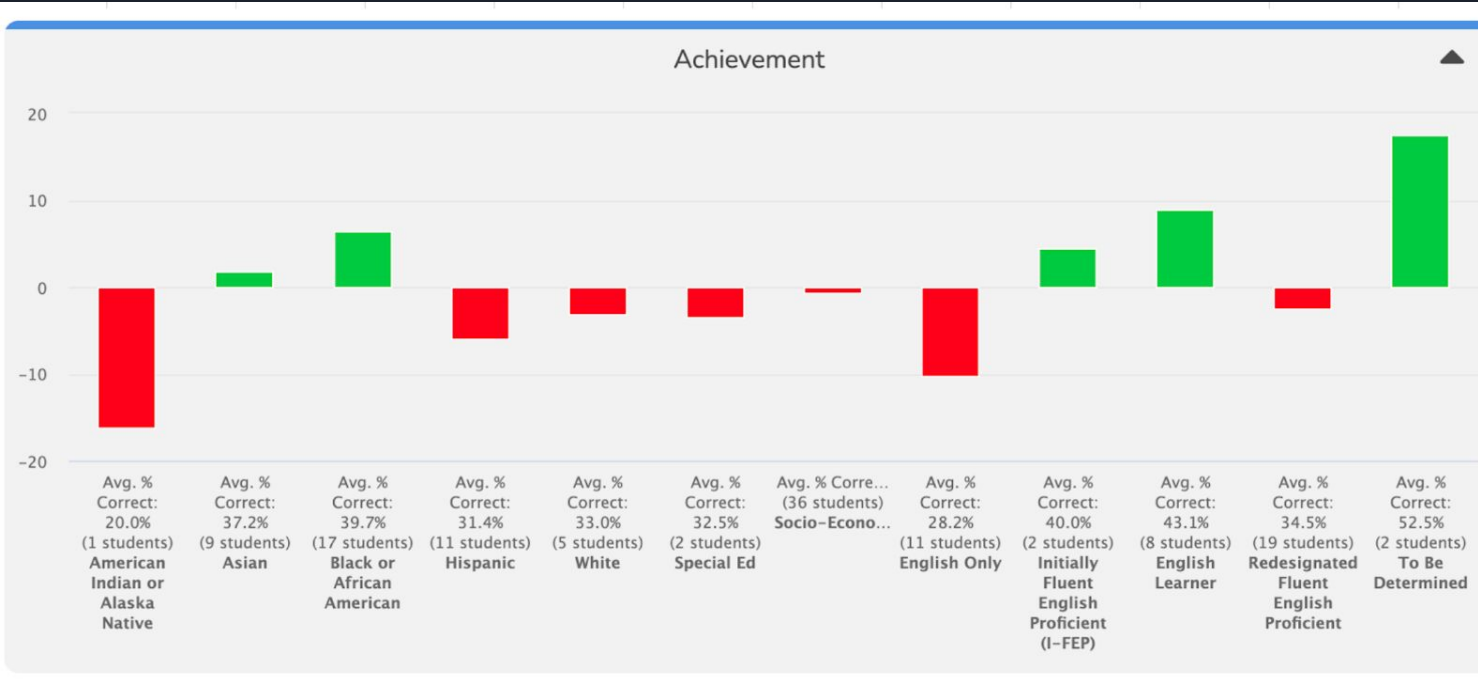 Achievement
20
10
0
−10
−20
Avg. %
Correct:
20.0%
(1 students)
American
Indian or
Alaska
Native
Avg. %
Correct:
37.2%
(9 students)
Asian
Avg. %
Correct:
39.7%
(17 students)
Black or
African
American
Avg. %
Correct:
31.4%
(11 students)
Hispanic
Avg. %
Correct:
33.0%
(5 students)
White
Avg. %
Correct:
32.5%
(2 students)
Special Ed
Avg. % Corre...
(36 students)
Socio-Econo...
Avg. %
Correct:
28.2%
(11 students)
English Only
Avg. %
Correct:
40.0%
(2 students)
Initially
Fluent
English
Proficient
(I-FEP)
Avg. %
Correct:
43.1%
(8 students)
English
Learner
Avg. %
Correct:
34.5%
(19 students)
Redesignated
Fluent
English
Proficient
Avg. %
Correct:
52.5%
(2 students)
To Be
Determined